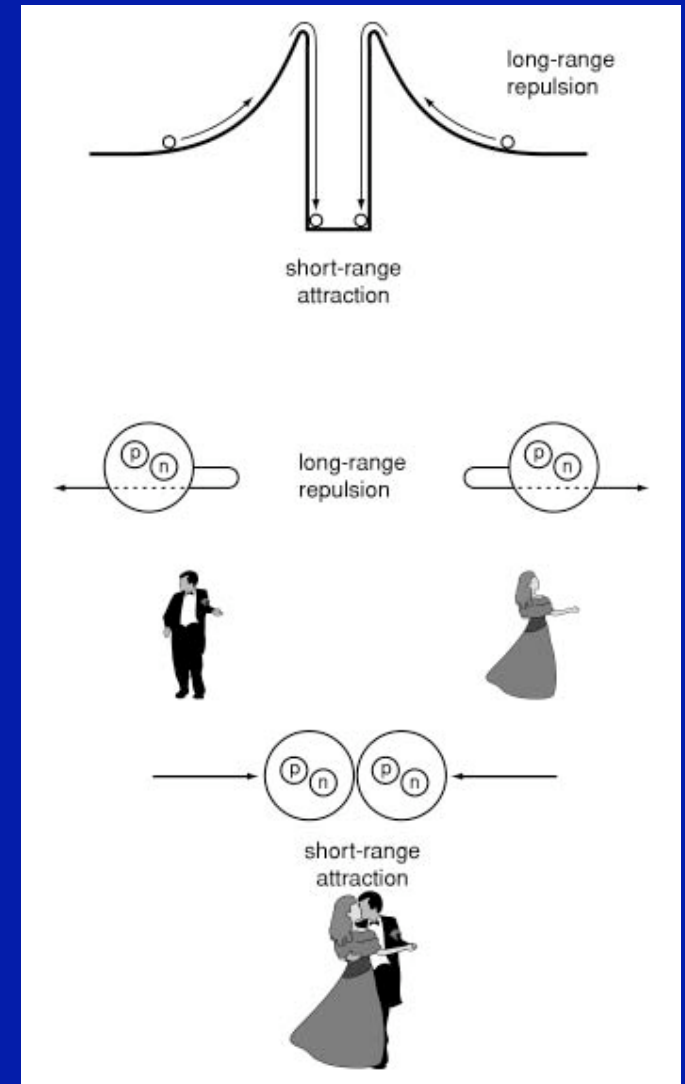 long-range
repulsion
short-range
attraction
p
n
long-range
repulsion
p
n
p
n
p
n
short-range
attraction